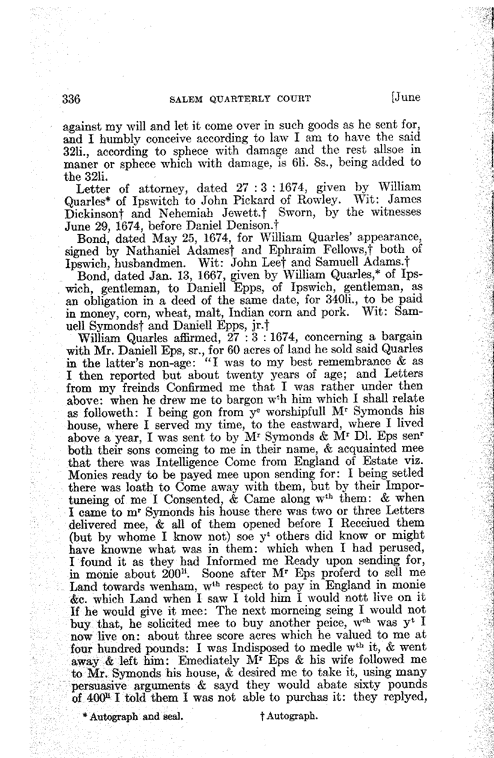 336 SALEM QUARTERLY COURT [June
against my will and let it come over in such goods as he sent for,
and I humbly conceive according to law I am to have the said
32li., according to sphece with damage and the rest allsoe in
maner or sphece which with damage, is 6li. 8s., being added to
the 32li.
Letter of attorney, dated 27 : 3 : 1674, given by William
Quarles* of Ipswitch to John Pickard of Rowley. Wit: James
Dickinson† and Nehemiah Jewett.† Sworn, by the witnesses
June 29, 1674, before Daniel Denison.†
Bond, dated May 25, 1674, for William Quarles' appearance,
signed by Nathaniel Adames† and Ephraim Fellows,† both of
Ipswich, husbandmen. Wit: John Lee† and Samuell Adams.†
Bond, dated Jan. 13, 1667, given by William Quarles,* of Ips-
wich, gentleman, to Daniell Epps, of Ipswich, gentleman, as
an obligation in a deed of the same date, for 340li., to be paid
in money, corn, wheat, malt, Indian corn and pork. Wit: Sam-
uell Symonds† and Daniell Epps, jr.†
William Quarles affirmed, 27 : 3 : 1674, concerning a bargain
with Mr. Daniell Eps, sr., for 60 acres of land he sold said Quarles
in the latter's non-age: "I was to my best remembrance & as
I then reported but about twenty years of age; and Letters
from my freinds Confirmed me that I was rather under then
above: when he drew me to bargon wth him which I shall relate
as followeth: I being gon from ye worshipfull Mr Symonds his
house, where I served my time, to the eastward, where I lived
above a year, I was sent to by Mr Symonds & Mr Dl. Eps senr
both their sons comeing to me in their name, & acquainted mee
that there was Intelligence Come from England of Estate viz.
Monies ready to be payed mee upon sending for: I being setled
there was loath to Come away with them, but by their Impor-
tuneing of me I Consented, & Came along wth them: & when
I came to mr Symonds his house there was two or three Letters
delivered mee, & all of them opened before I Receiued them
(but by whome I know not) soe yt others did know or might
have knowne what was in them: which when I had perused,
I found it as they had Informed me Ready upon sending for,
in monie about 200li. Soone after Mr Eps proferd to sell me
Land towards wenham, wth respect to pay in England in monie
&c. which Land when I saw I told him I would nott live on it
If he would give it mee: The next morneing seing I would not
buy that, he solicited mee to buy another peice, wch was yt I
now live on: about three score acres which he valued to me at
four hundred pounds: I was Indisposed to medle wth it, & went
away & left him: Emediately Mr Eps & his wife followed me
to Mr. Symonds his house, & desired me to take it, using many
persuasive arguments & sayd they would abate sixty pounds
of 400li I told them I was not able to purchas it: they replyed,
* Autograph and seal. † Autograph.